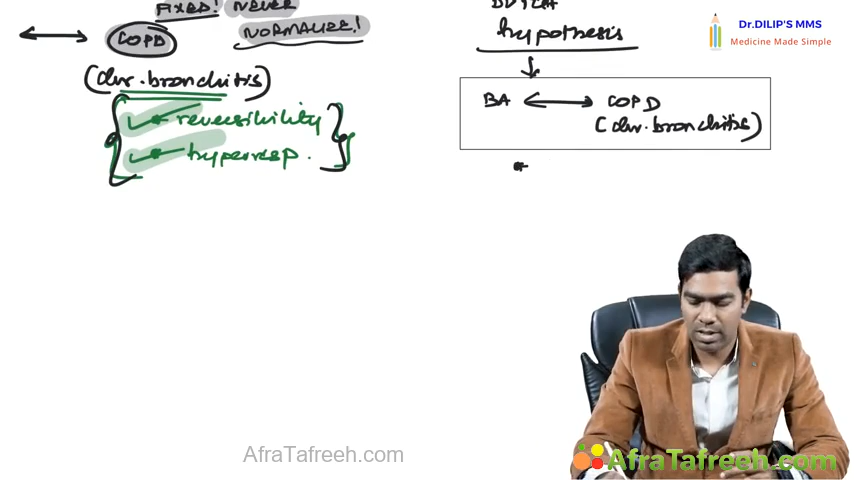 FIXED! NEVER
NORMALIZE!
COPD
(chr. bronchitis)
reversibility
hyperresp.
DUTCH
hypothesis
BA ⟷ COPD
(chr. bronchitis)
*
Dr.DILIP'S MMS
Medicine Made Simple
AfraTafreeh.com
AfraTafreeh.com